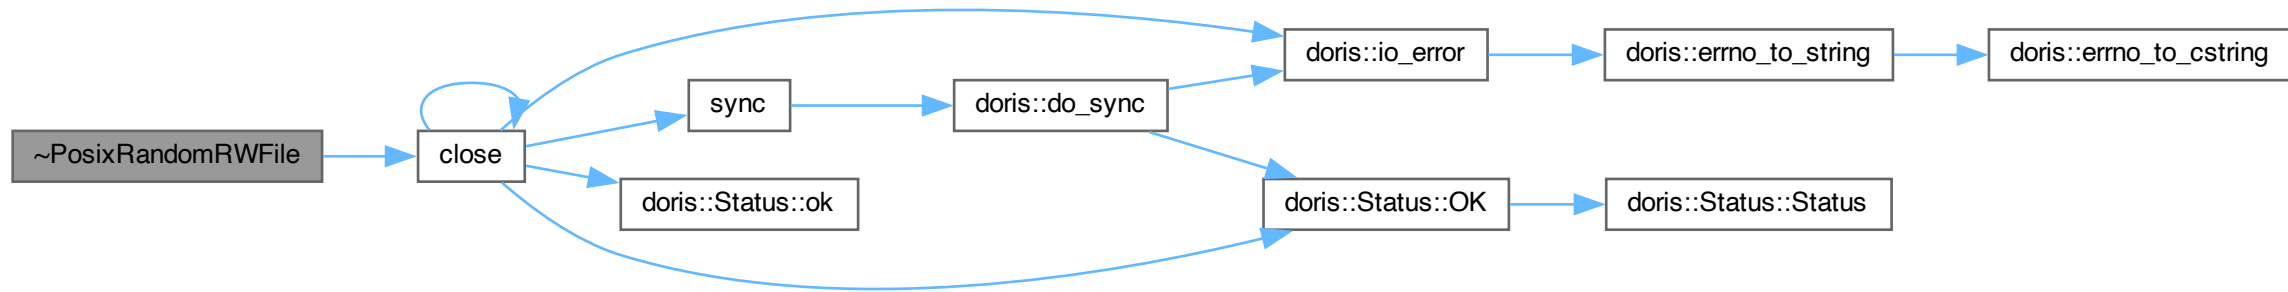 ~PosixRandomRWFile
close
sync
doris::Status::ok
doris::do_sync
doris::io_error
doris::Status::OK
doris::errno_to_string
doris::Status::Status
doris::errno_to_cstring